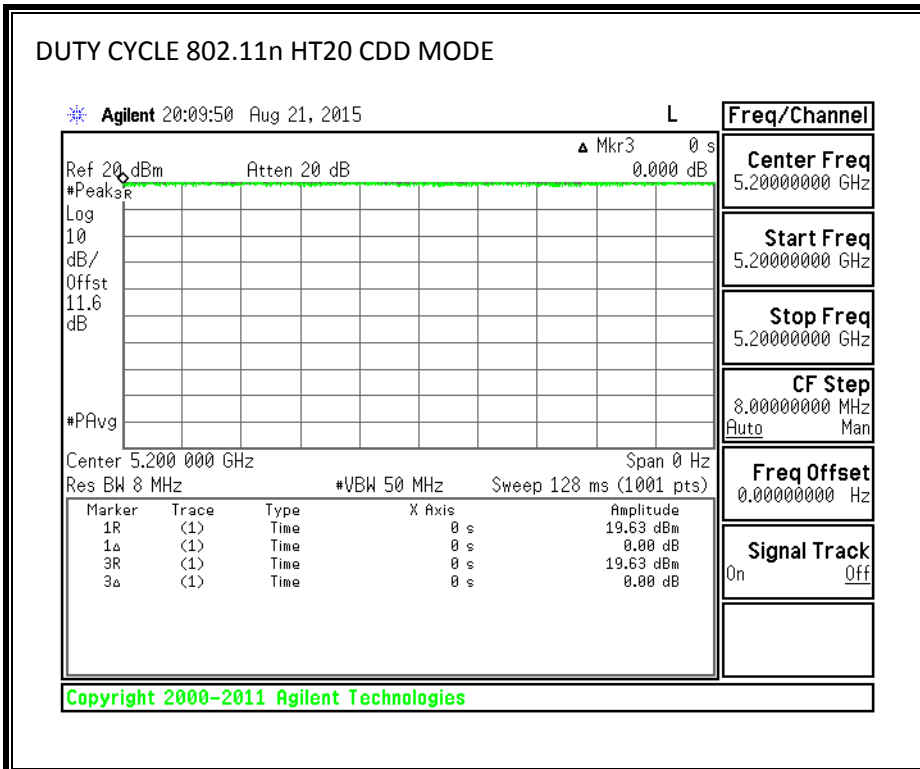 DUTY CYCLE 802.11n HT20 CDD MODE
Agilent 20:09:50 Aug 21, 2015 L
Freq/Channel
Δ Mkr3 0 s
Ref 20 dBm Atten 20 dB 0.000 dB
#Peak
3R
Log
10
dB/
Offst
11.6
dB
#PAvg
Center 5.200 000 GHz Span 0 Hz
Res BW 8 MHz #VBW 50 MHz Sweep 128 ms (1001 pts)
Marker Trace Type X Axis Amplitude
1R (1) Time 0 s 19.63 dBm
1Δ (1) Time 0 s 0.00 dB
3R (1) Time 0 s 19.63 dBm
3Δ (1) Time 0 s 0.00 dB
Center Freq
5.20000000 GHz
Start Freq
5.20000000 GHz
Stop Freq
5.20000000 GHz
CF Step
8.00000000 MHz
Auto Man
Freq Offset
0.00000000 Hz
Signal Track
On Off
Copyright 2000-2011 Agilent Technologies